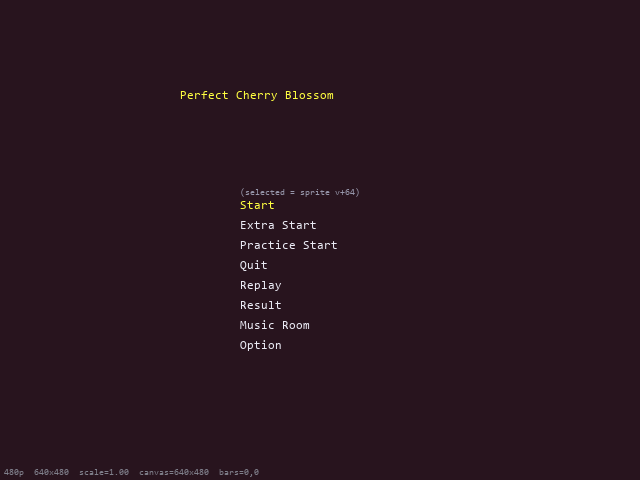 Perfect Cherry Blossom
(selected = sprite v+64)
Start
Extra Start
Practice Start
Quit
Replay
Result
Music Room
Option
480p 640x480 scale=1.00 canvas=640x480 bars=0,0